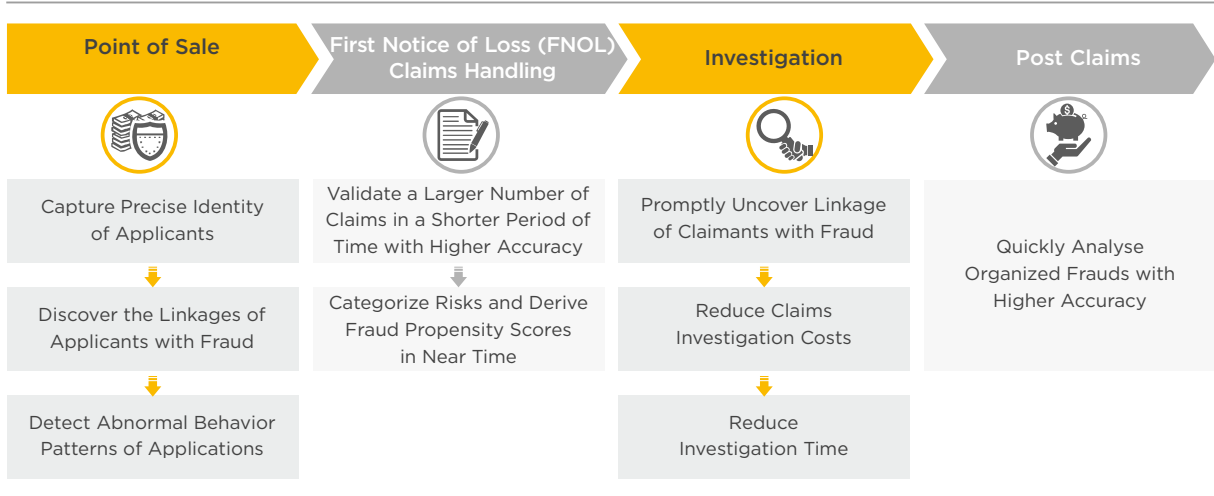 Point of Sale
First Notice of Loss (FNOL)
Claims Handling
Investigation
Post Claims
$
Capture Precise Identity
of Applicants
Discover the Linkages of
Applicants with Fraud
Detect Abnormal Behavior
Patterns of Applications
Validate a Larger Number of
Claims in a Shorter Period of
Time with Higher Accuracy
Categorize Risks and Derive
Fraud Propensity Scores
in Near Time
Promptly Uncover Linkage
of Claimants with Fraud
Reduce Claims
Investigation Costs
Reduce
Investigation Time
Quickly Analyse
Organized Frauds with
Higher Accuracy